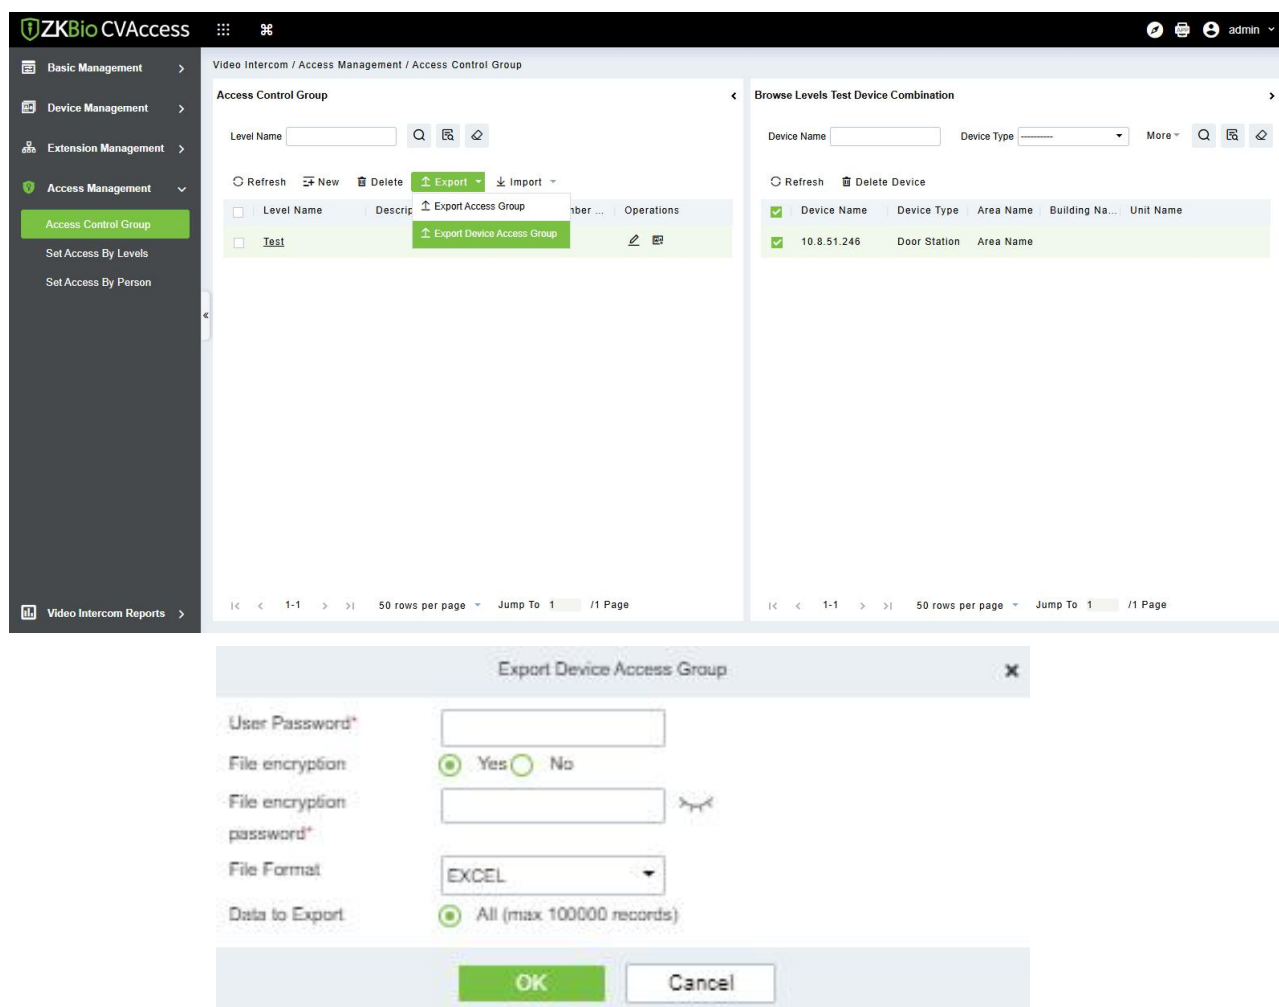 ZKBio CVAccess
admin
Basic Management
Device Management
Extension Management
Access Management
Access Control Group
Set Access By Levels
Set Access By Person
Video Intercom Reports
Video Intercom / Access Management / Access Control Group
Access Control Group
Level Name
Refresh New Delete Export Import
Export Access Group
Export Device Access Group
Level Name Descrip nber ... Operations
Test
1-1 50 rows per page Jump To 1 /1 Page
Browse Levels Test Device Combination
Device Name Device Type ---------- More
Refresh Delete Device
Device Name Device Type Area Name Building Na... Unit Name
10.8.51.246 Door Station Area Name
1-1 50 rows per page Jump To 1 /1 Page
Export Device Access Group
User Password*
File encryption Yes No
File encryption
password*
File Format EXCEL
Data to Export All (max 100000 records)
OK Cancel